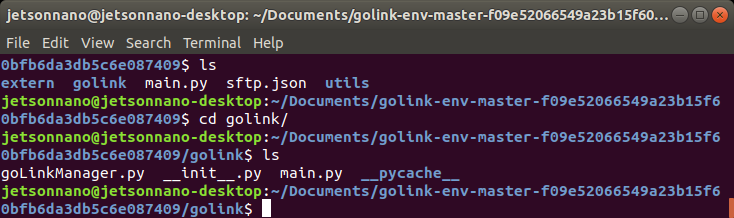 jetsonnano@jetsonnano-desktop: ~/Documents/golink-env-master-f09e52066549a23b15f60...
File Edit View Search Terminal Help
0bfb6da3db5c6e087409$ ls
extern golink main.py sftp.json utils
jetsonnano@jetsonnano-desktop:~/Documents/golink-env-master-f09e52066549a23b15f6
0bfb6da3db5c6e087409$ cd golink/
jetsonnano@jetsonnano-desktop:~/Documents/golink-env-master-f09e52066549a23b15f6
0bfb6da3db5c6e087409/golink$ ls
goLinkManager.py __init__.py main.py __pycache__
jetsonnano@jetsonnano-desktop:~/Documents/golink-env-master-f09e52066549a23b15f6
0bfb6da3db5c6e087409/golink$